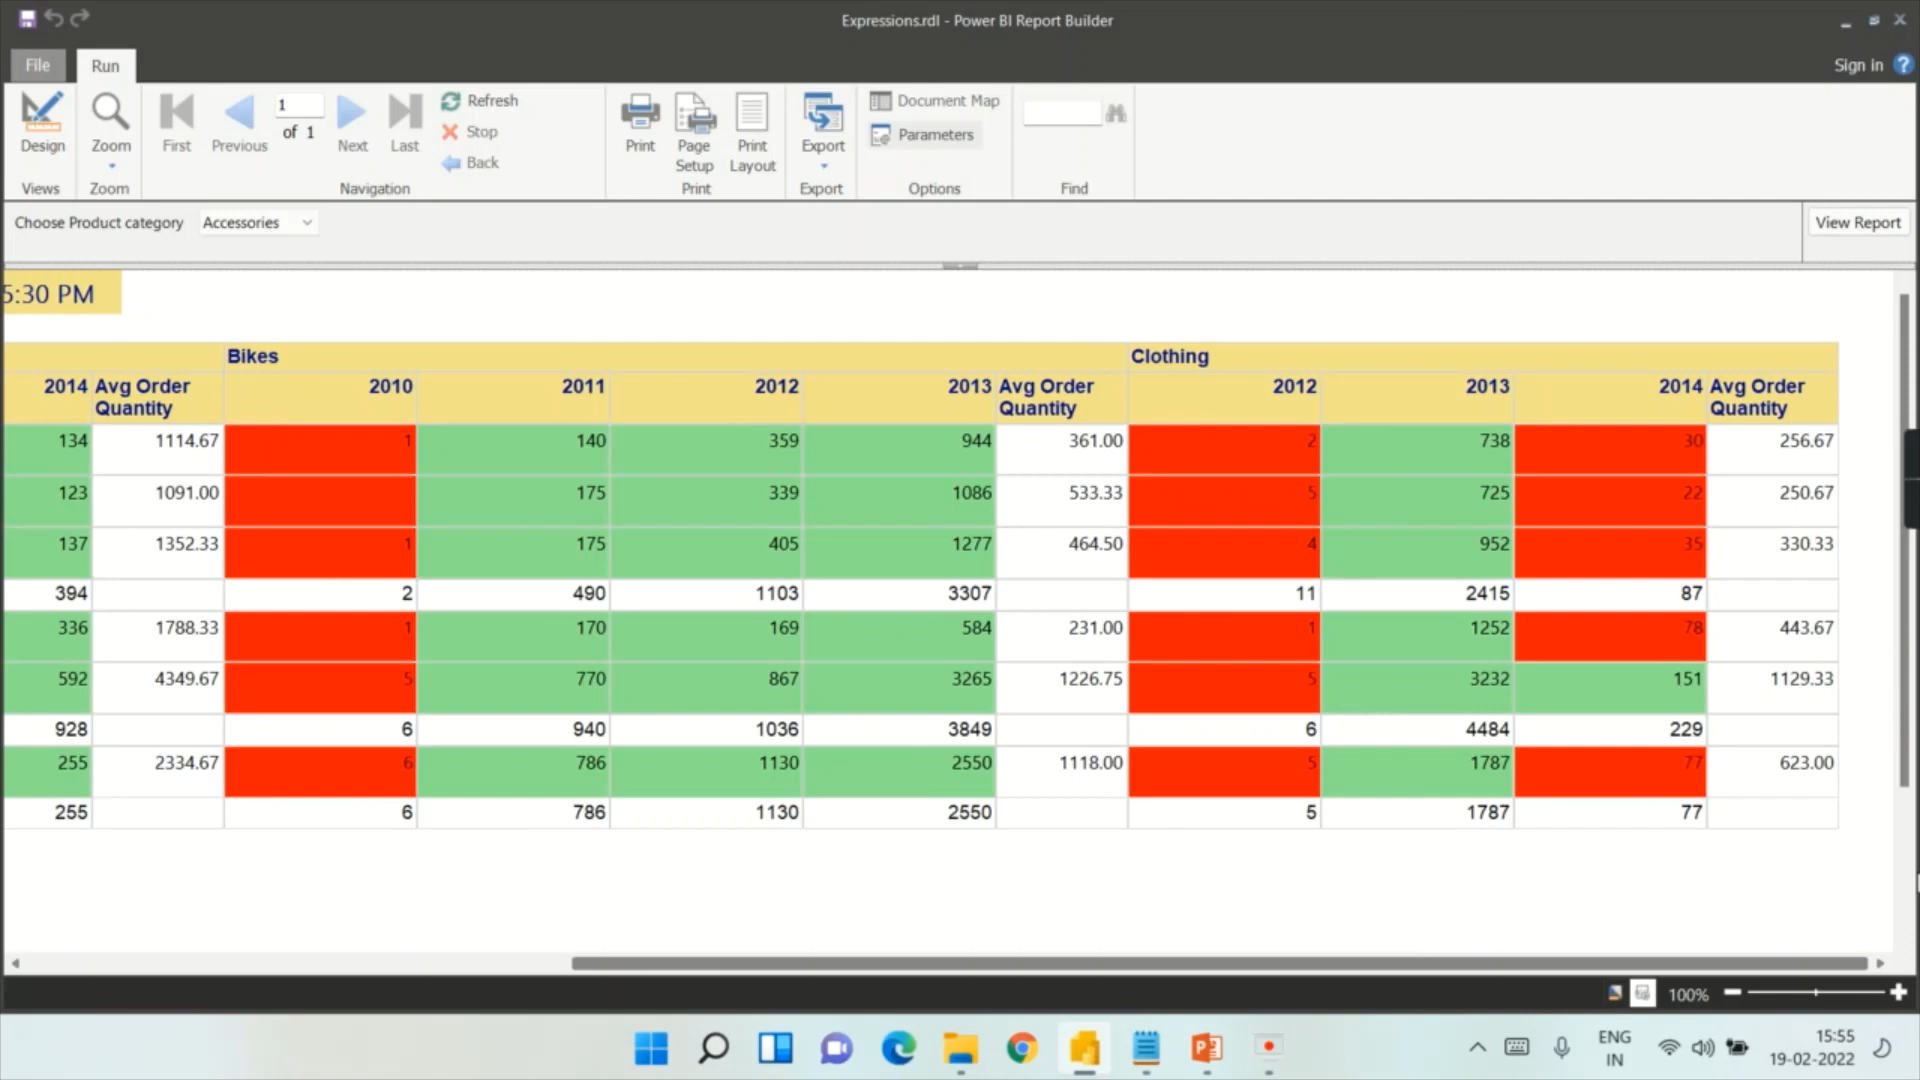 Expressions.rdl - Power BI Report Builder
File
Run
Sign in
?
Design
Views
Zoom
Zoom
First
Previous
1
of 1
Next
Last
Refresh
Stop
Back
Navigation
Print
Page Setup
Print Layout
Print
Export
Export
Document Map
Parameters
Options
Find
Choose Product category
Accessories
View Report
5:30 PM
Bikes Clothing
2014 Avg Order Quantity 2010 2011 2012 2013 Avg Order Quantity 2012 2013 2014 Avg Order Quantity
134 1114.67 1 140 359 944 361.00 2 738 30 256.67
123 1091.00 175 339 1086 533.33 5 725 22 250.67
137 1352.33 1 175 405 1277 464.50 4 952 35 330.33
394 2 490 1103 3307 11 2415 87
336 1788.33 1 170 169 584 231.00 1 1252 78 443.67
592 4349.67 5 770 867 3265 1226.75 5 3232 151 1129.33
928 6 940 1036 3849 6 4484 229
255 2334.67 6 786 1130 2550 1118.00 5 1787 77 623.00
255 6 786 1130 2550 5 1787 77
100%
ENG
IN
15:55
19-02-2022